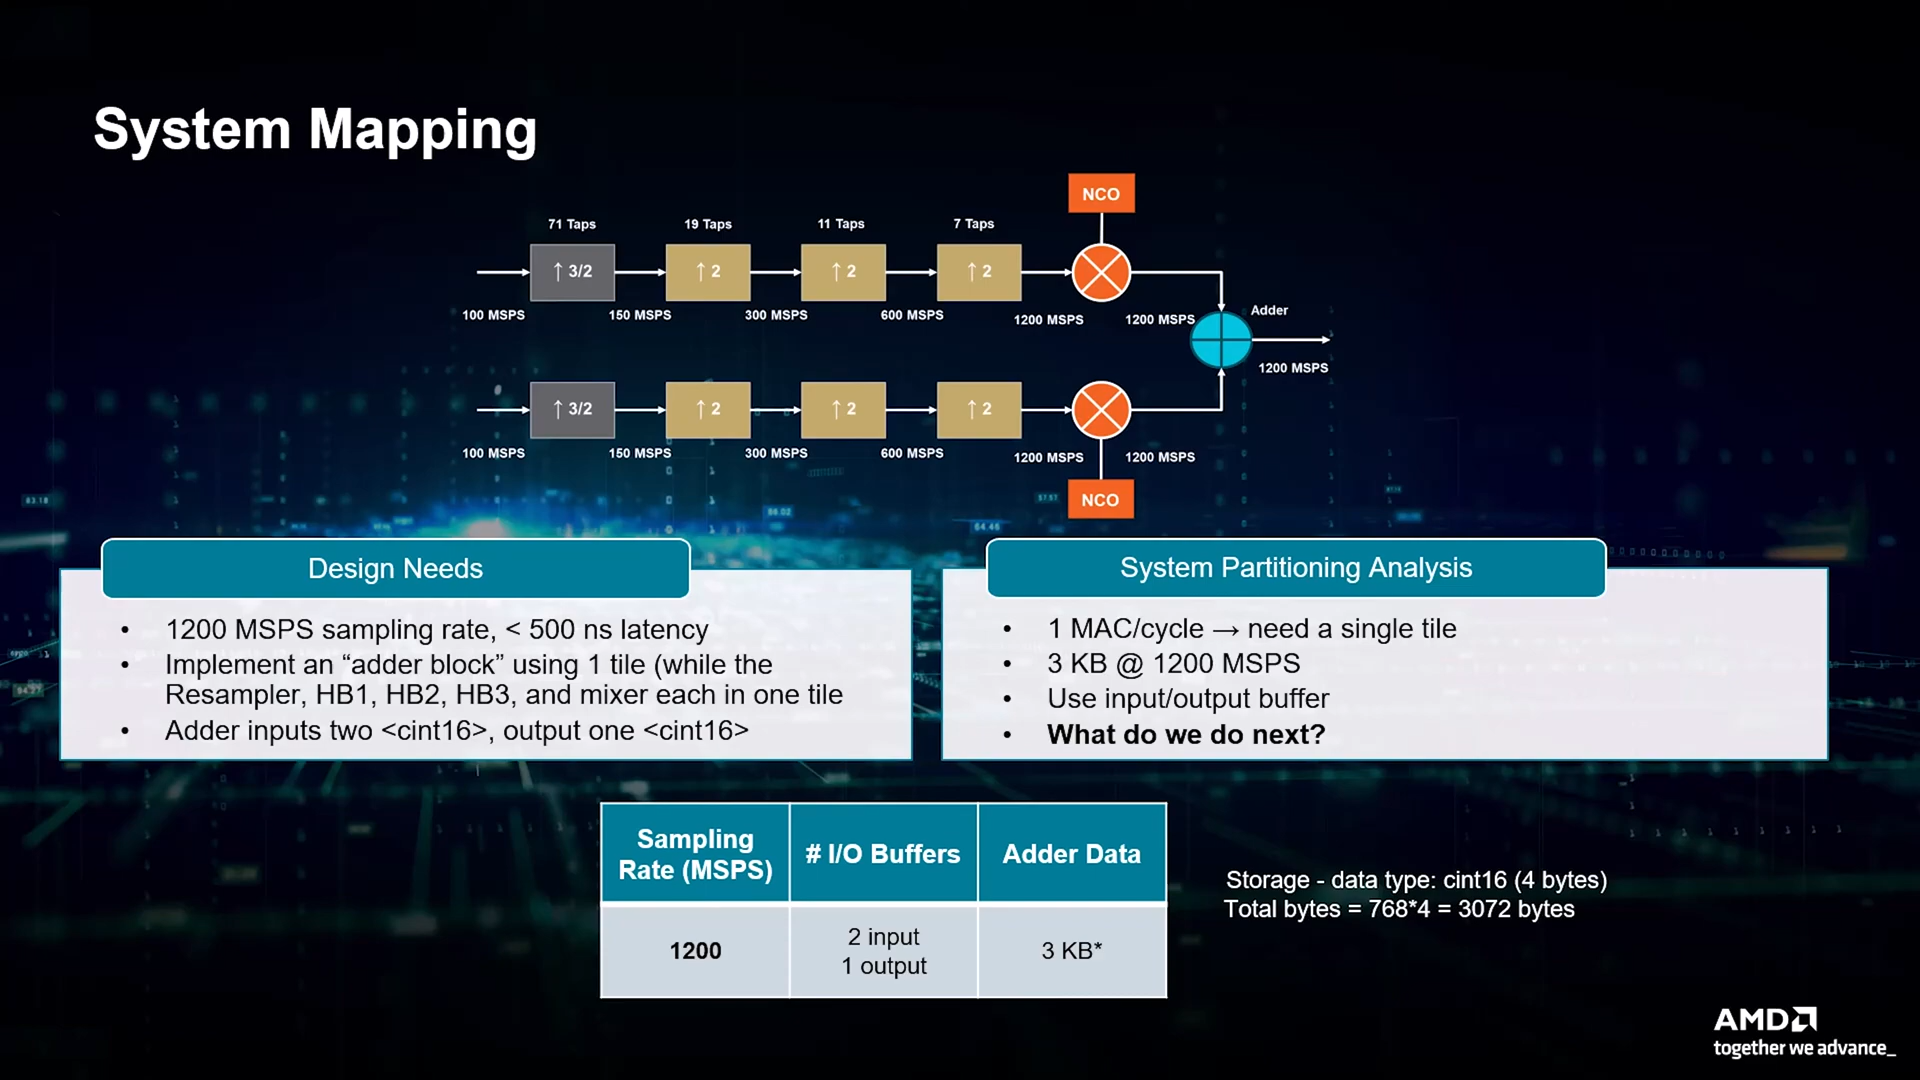 System Mapping
NCO
71 Taps
19 Taps
11 Taps
7 Taps
↑ 3/2
↑ 2
↑ 2
↑ 2
100 MSPS
150 MSPS
300 MSPS
600 MSPS
1200 MSPS
1200 MSPS
Adder
1200 MSPS
↑ 3/2
↑ 2
↑ 2
↑ 2
100 MSPS
150 MSPS
300 MSPS
600 MSPS
1200 MSPS
1200 MSPS
NCO
Design Needs
• 1200 MSPS sampling rate, < 500 ns latency
• Implement an “adder block” using 1 tile (while the
Resampler, HB1, HB2, HB3, and mixer each in one tile
• Adder inputs two <cint16>, output one <cint16>
System Partitioning Analysis
• 1 MAC/cycle → need a single tile
• 3 KB @ 1200 MSPS
• Use input/output buffer
• What do we do next?
Sampling
Rate (MSPS)
# I/O Buffers
Adder Data
1200
2 input
1 output
3 KB*
Storage - data type: cint16 (4 bytes)
Total bytes = 768*4 = 3072 bytes
AMD
together we advance_